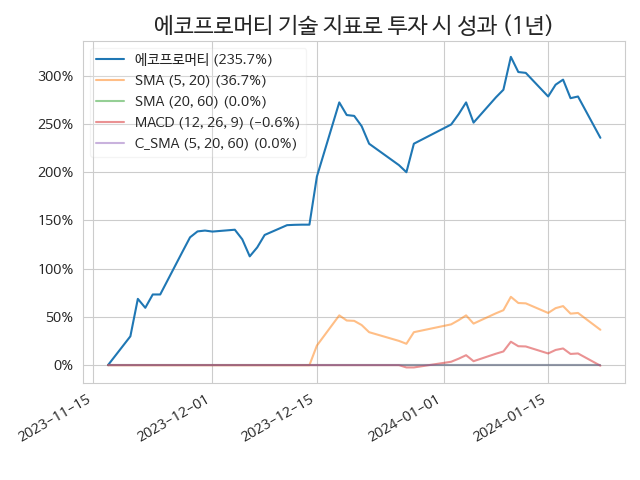 에코프로머티 기술 지표로 투자 시 성과 (1년)
에코프로머티 (235.7%)
SMA (5, 20) (36.7%)
SMA (20, 60) (0.0%)
MACD (12, 26, 9) (−0.6%)
C_SMA (5, 20, 60) (0.0%)
300%
250%
200%
150%
100%
50%
0%
2023-11-15
2023-12-01
2023-12-15
2024-01-01
2024-01-15